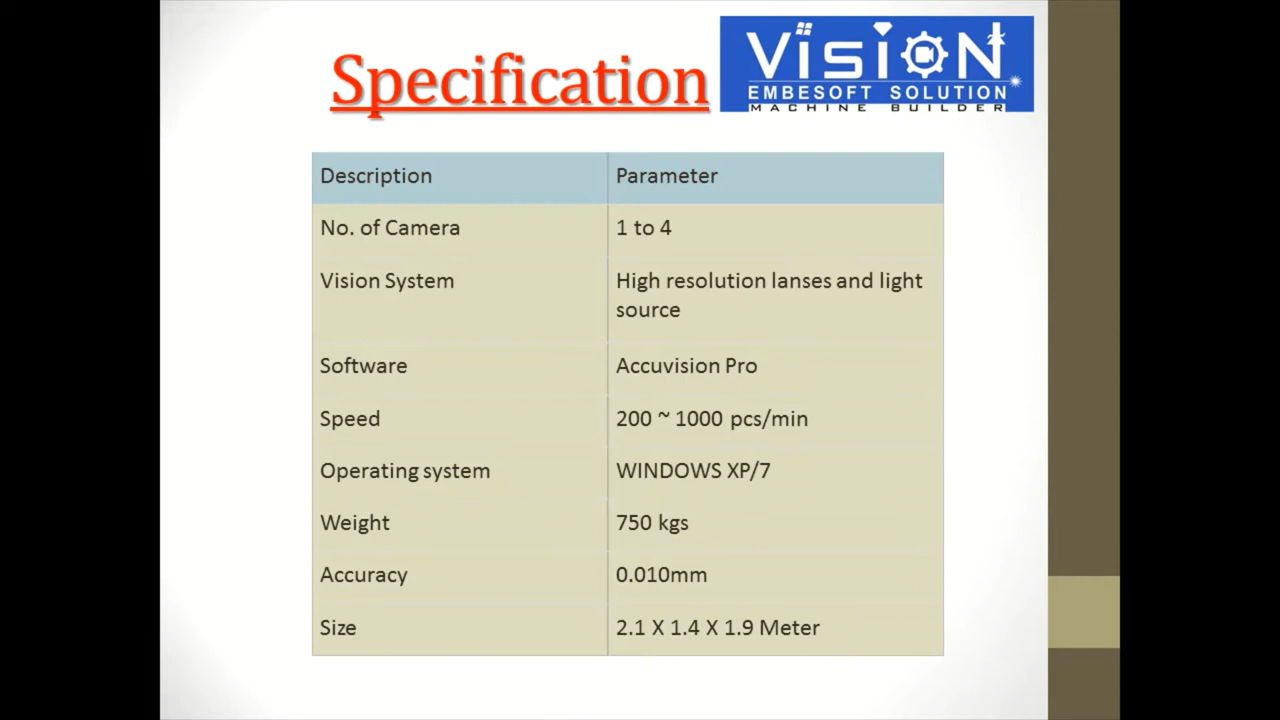 Specification
VISION
EMBESOFT SOLUTION
MACHINE BUILDER
Description Parameter
No. of Camera 1 to 4
Vision System High resolution lanses and light
source
Software Accuvision Pro
Speed 200 ~ 1000 pcs/min
Operating system WINDOWS XP/7
Weight 750 kgs
Accuracy 0.010mm
Size 2.1 X 1.4 X 1.9 Meter